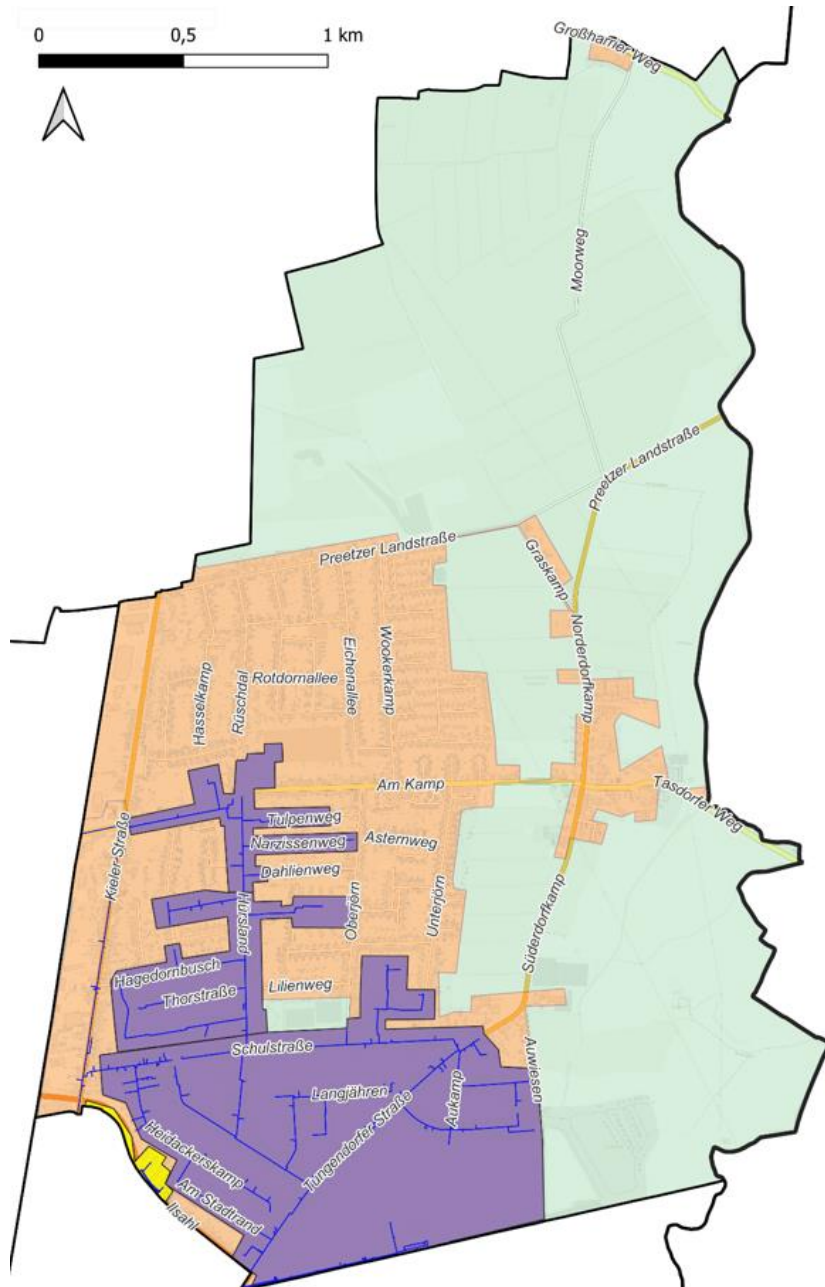 0 0,5 1 km
Großharrier Weg
Moorweg
Preetzer Landstraße
Preetzer Landstraße
Graskamp
Norderdorfkamp
Hasselkamp
Rüschdal
Rotdornallee
Eichenallee
Wookerkamp
Am Kamp
Tasdorfer Weg
Kieler Straße
Tulpenweg
Narzissenweg
Asternweg
Dahlienweg
Hürsland
Oberjörn
Unterjörn
Süderdorfkamp
Hagedornbusch
Thorstraße
Lilienweg
Schulstraße
Auwiesen
Langjähren
Aukamp
Tungendorfer Straße
Heidackerskamp
Am Stadtrand
Ilsahl